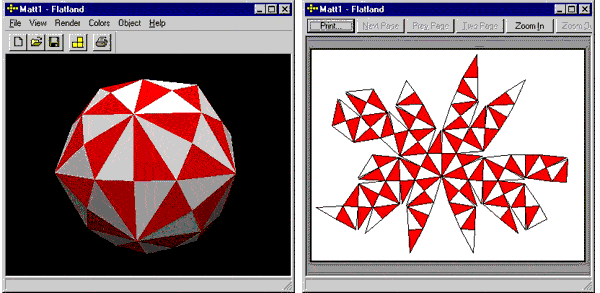 Matt1 - Flatland
File View Render Colors Object Help
Matt1 - Flatland
Print... Next Page Prev Page Two Page Zoom In Zoom